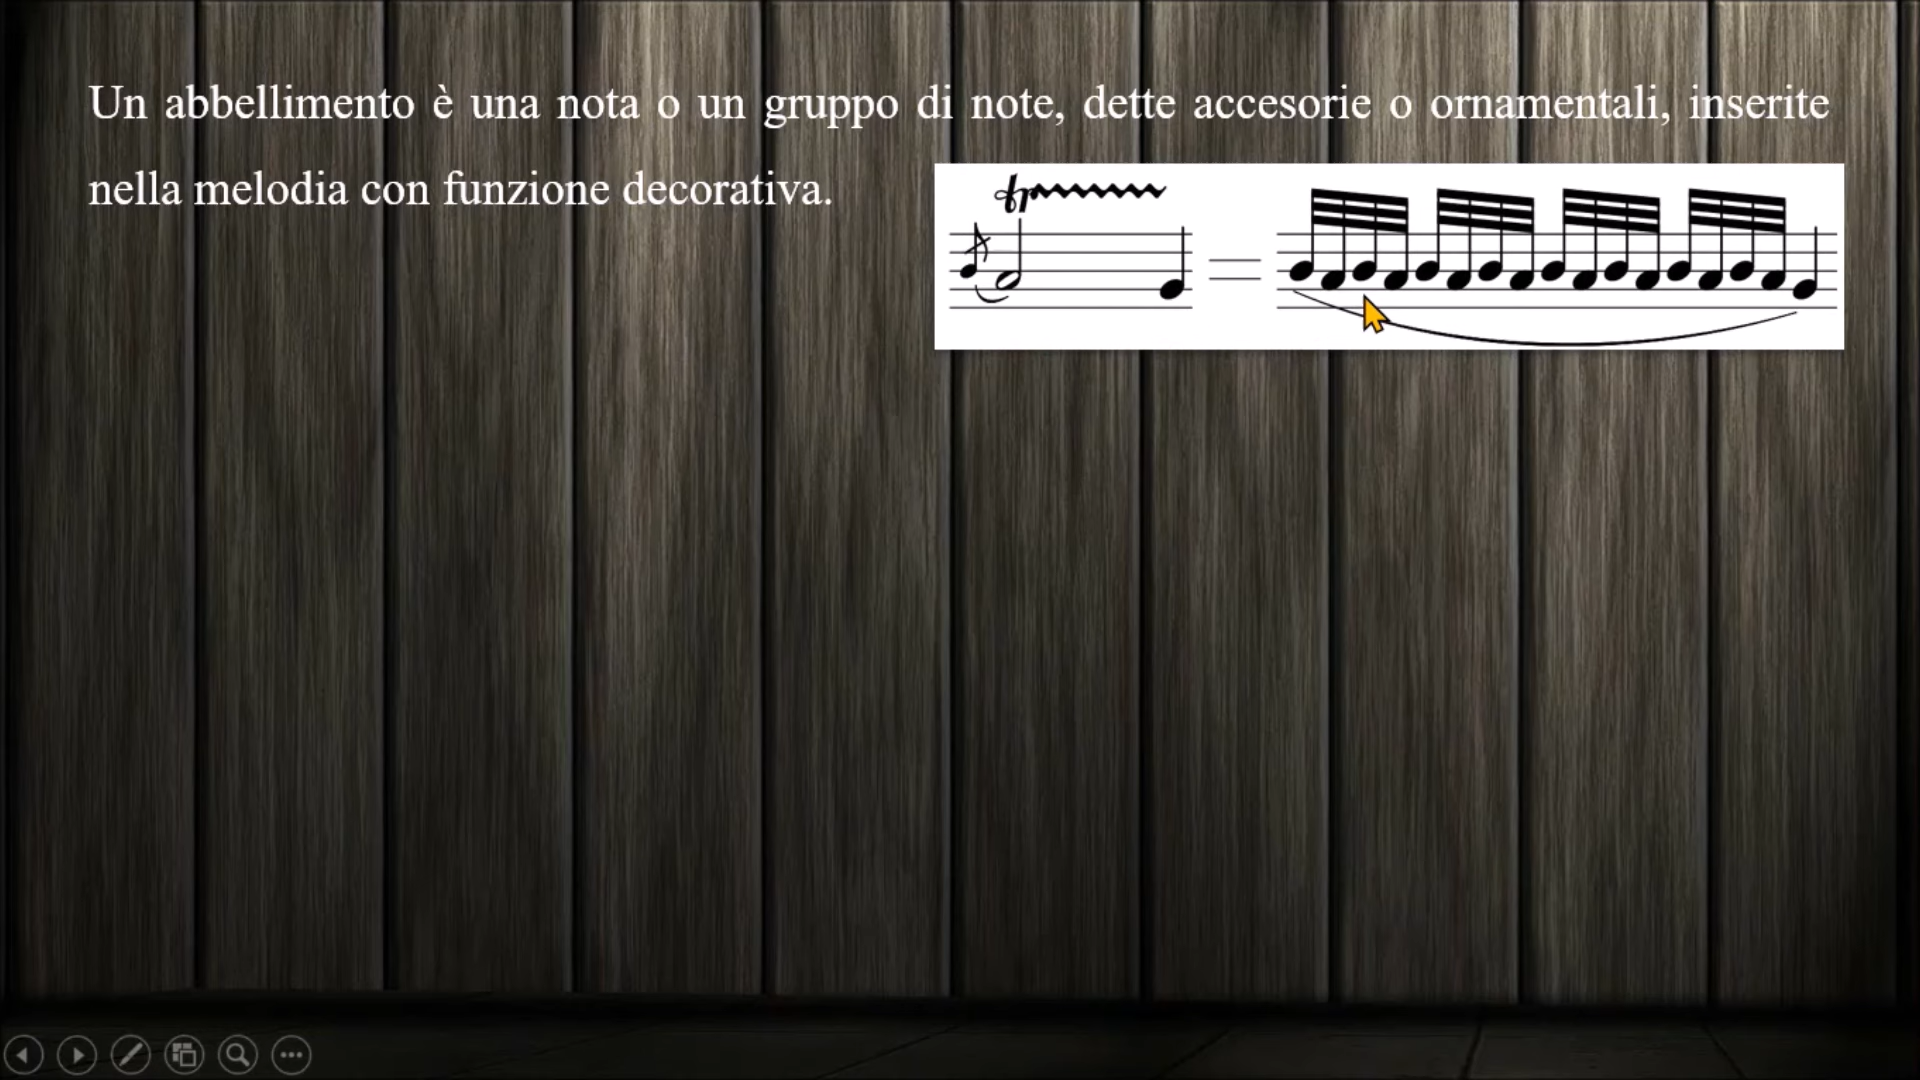 Un abbellimento è una nota o un gruppo di note, dette accesorie o ornamentali, inserite
nella melodia con funzione decorativa.
tr